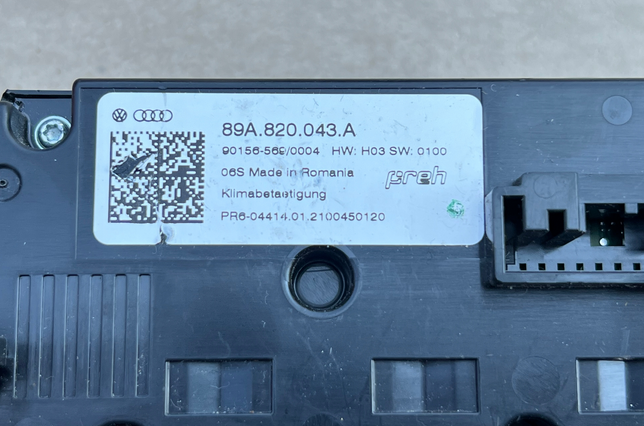 89A.820.043.A
90156-569/0004 HW: H03 SW: 0100
06S Made in Romania
preh
Klimabetaetigung
PR6-04414.01.2100450120